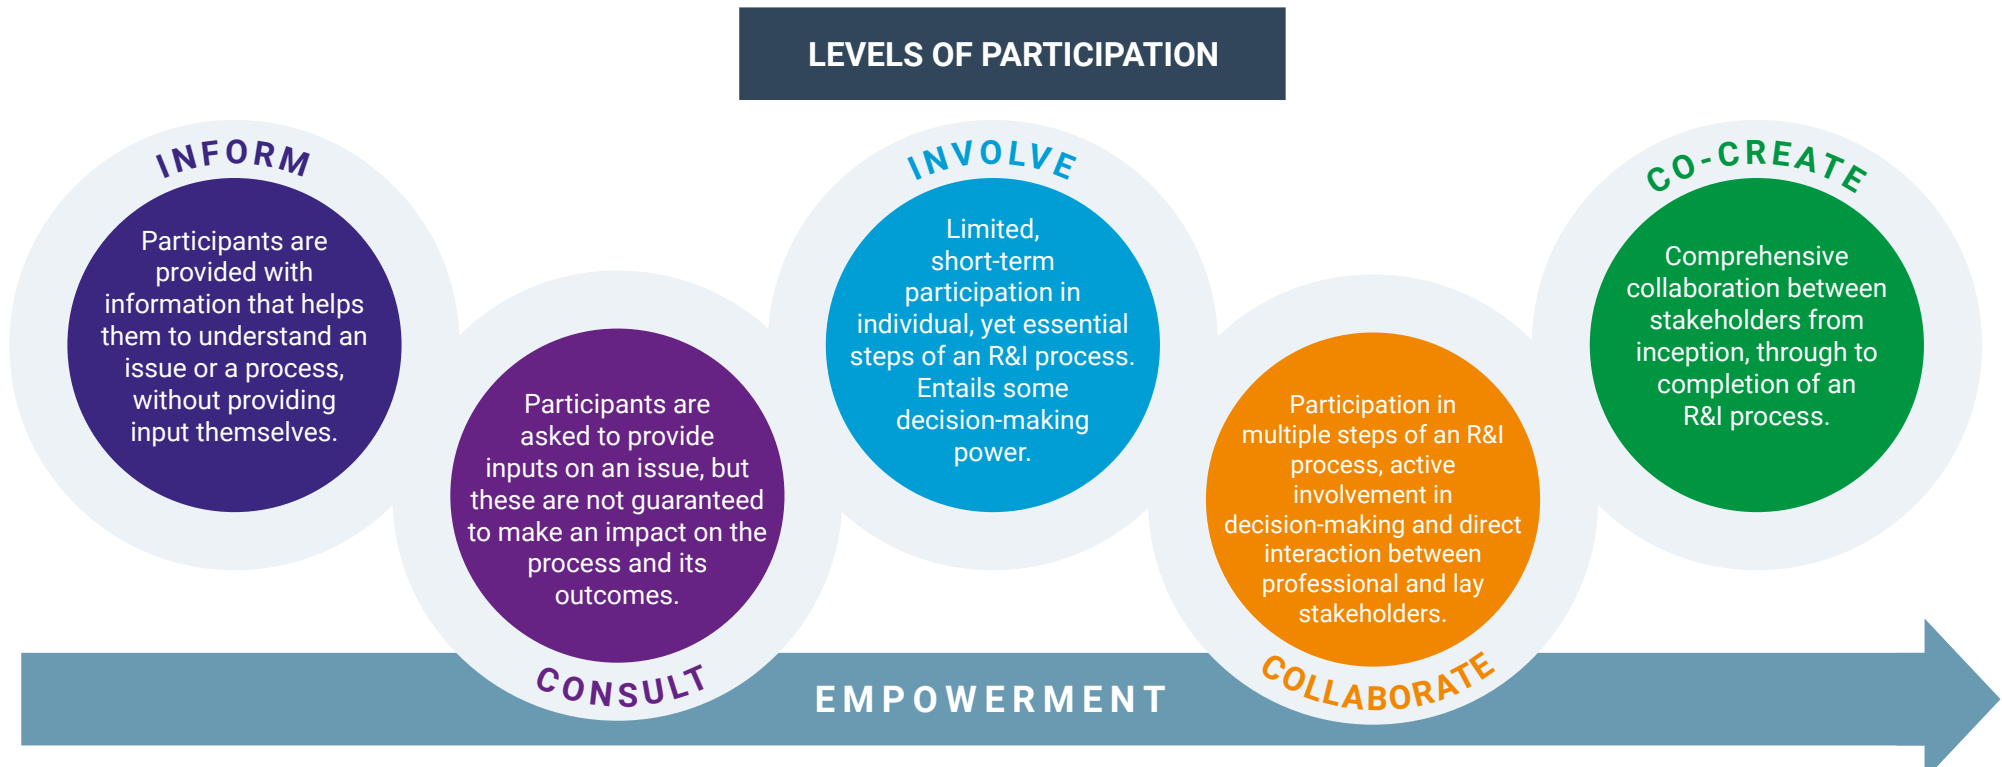 LEVELS OF PARTICIPATION
INFORM
Participants are
provided with
information that helps
them to understand an
issue or a process,
without providing
input themselves.
CONSULT
Participants are
asked to provide
inputs on an issue, but
these are not guaranteed
to make an impact on the
process and its
outcomes.
INVOLVE
Limited,
short-term
participation in
individual, yet essential
steps of an R&I process.
Entails some
decision-making
power.
COLLABORATE
Participation in
multiple steps of an R&I
process, active
involvement in
decision-making and direct
interaction between
professional and lay
stakeholders.
CO-CREATE
Comprehensive
collaboration between
stakeholders from
inception, through to
completion of an
R&I process.
EMPOWERMENT